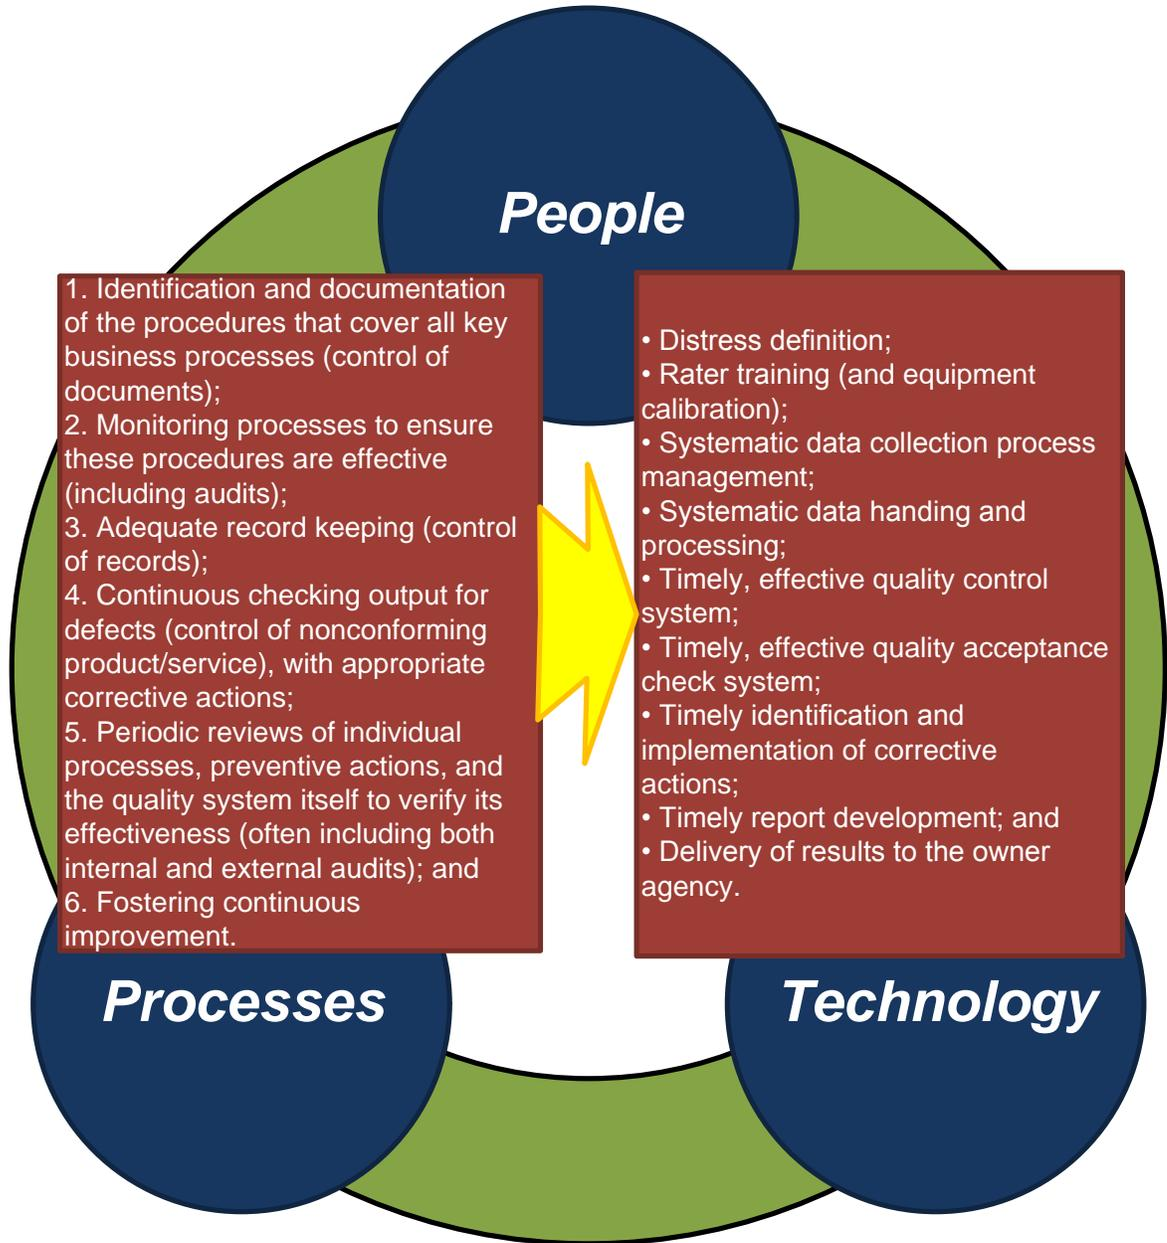 People
1. Identification and documentation
of the procedures that cover all key
business processes (control of
documents);
2. Monitoring processes to ensure
these procedures are effective
(including audits);
3. Adequate record keeping (control
of records);
4. Continuous checking output for
defects (control of nonconforming
product/service), with appropriate
corrective actions;
5. Periodic reviews of individual
processes, preventive actions, and
the quality system itself to verify its
effectiveness (often including both
internal and external audits); and
6. Fostering continuous
improvement.
• Distress definition;
• Rater training (and equipment
calibration);
• Systematic data collection process
management;
• Systematic data handing and
processing;
• Timely, effective quality control
system;
• Timely, effective quality acceptance
check system;
• Timely identification and
implementation of corrective
actions;
• Timely report development; and
• Delivery of results to the owner
agency.
Processes
Technology